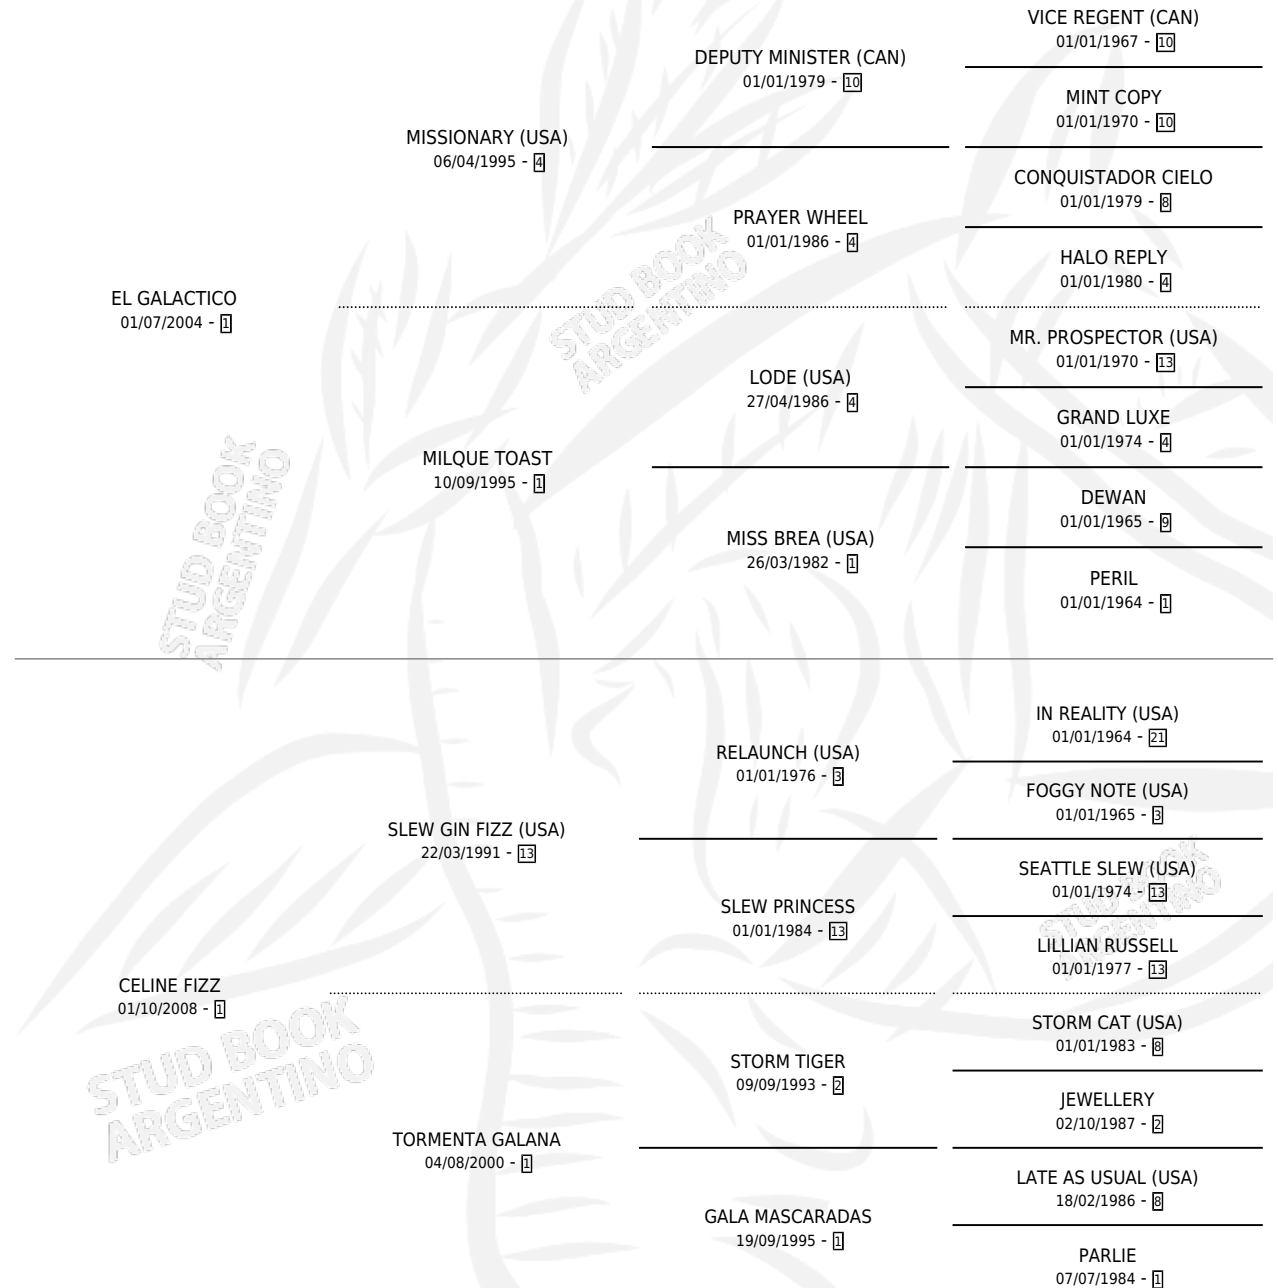 VICE REGENT (CAN)
01/01/1967 - 10
DEPUTY MINISTER (CAN)
01/01/1979 - 10
MINT COPY
01/01/1970 - 10
MISSIONARY (USA)
06/04/1995 - 4
CONQUISTADOR CIELO
01/01/1979 - 8
PRAYER WHEEL
01/01/1986 - 4
HALO REPLY
01/01/1980 - 4
EL GALACTICO
01/07/2004 - 1
MR. PROSPECTOR (USA)
01/01/1970 - 13
LODE (USA)
27/04/1986 - 4
GRAND LUXE
01/01/1974 - 4
MILQUE TOAST
10/09/1995 - 1
DEWAN
01/01/1965 - 9
MISS BREA (USA)
26/03/1982 - 1
PERIL
01/01/1964 - 1
STUD BOOK
ARGENTINO
STUD BOOK
ARGENTINO
IN REALITY (USA)
01/01/1964 - 21
RELAUNCH (USA)
01/01/1976 - 3
FOGGY NOTE (USA)
01/01/1965 - 3
SLEW GIN FIZZ (USA)
22/03/1991 - 13
SEATTLE SLEW (USA)
01/01/1974 - 13
SLEW PRINCESS
01/01/1984 - 13
LILLIAN RUSSELL
01/01/1977 - 13
CELINE FIZZ
01/10/2008 - 1
STORM CAT (USA)
01/01/1983 - 8
STORM TIGER
09/09/1993 - 2
JEWELLERY
02/10/1987 - 2
TORMENTA GALANA
04/08/2000 - 1
LATE AS USUAL (USA)
18/02/1986 - 8
GALA MASCARADAS
19/09/1995 - 1
PARLIE
07/07/1984 - 1
STUD BOOK
ARGENTINO
STUD BOOK
ARGENTINO